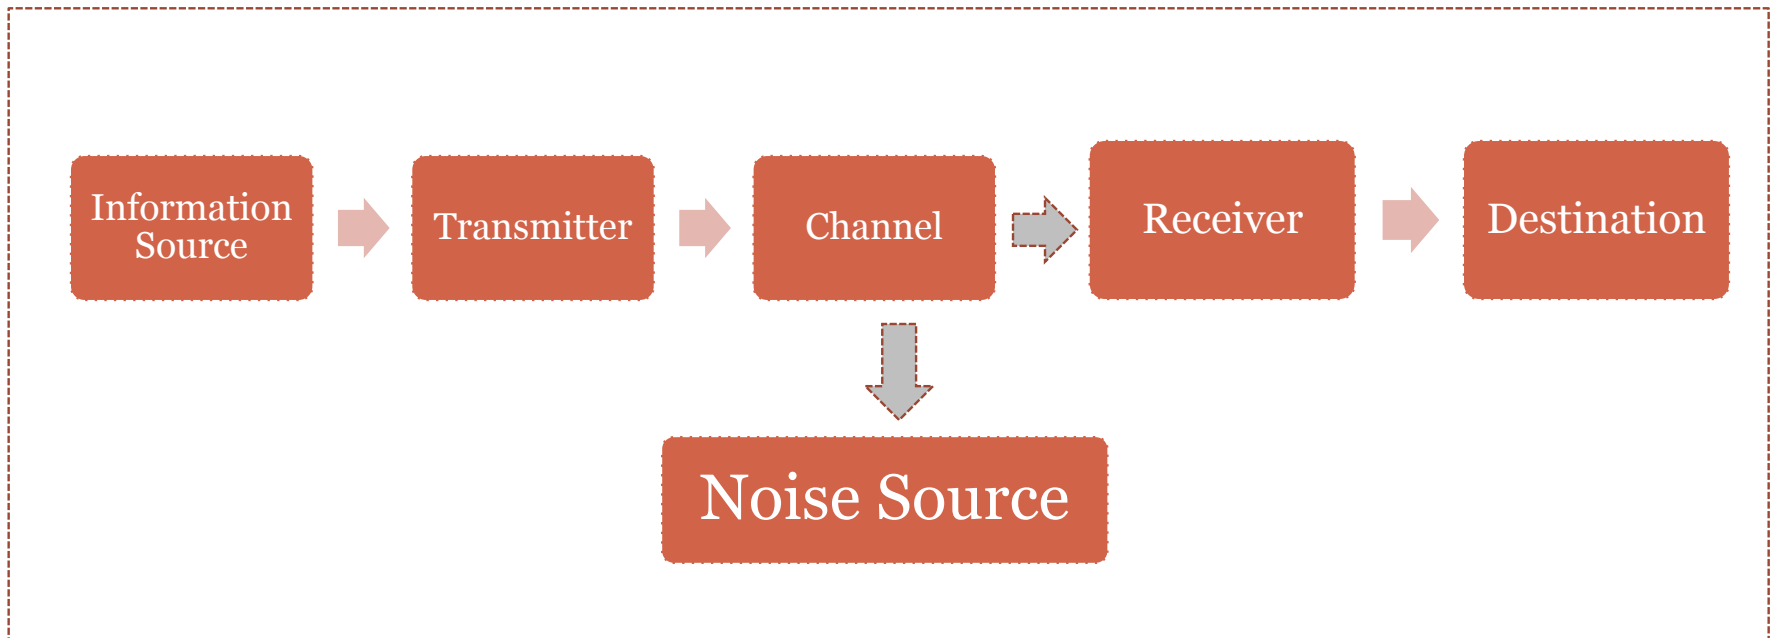 Information
Source
Transmitter
Channel
Receiver
Destination
Noise Source